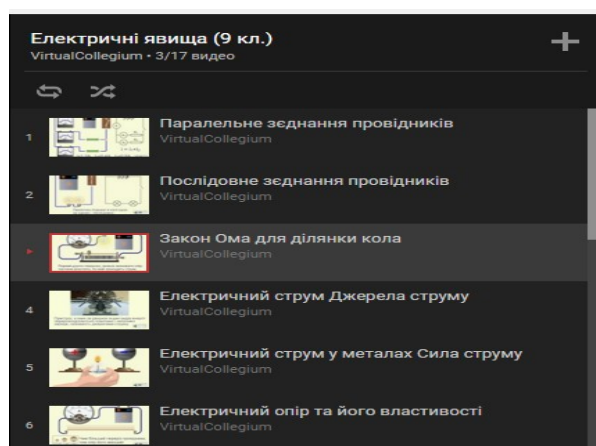 Електричні явища (9 кл.)
VirtualCollegium • 3/17 видео
1
Паралельне зєднання провідників
VirtualCollegium
2
Послідовне зєднання провідників
VirtualCollegium
Закон Ома для ділянки кола
VirtualCollegium
4
Електричний струм Джерела струму
VirtualCollegium
5
Електричний струм у металах Сила струму
VirtualCollegium
6
Електричний опір та його властивості
VirtualCollegium